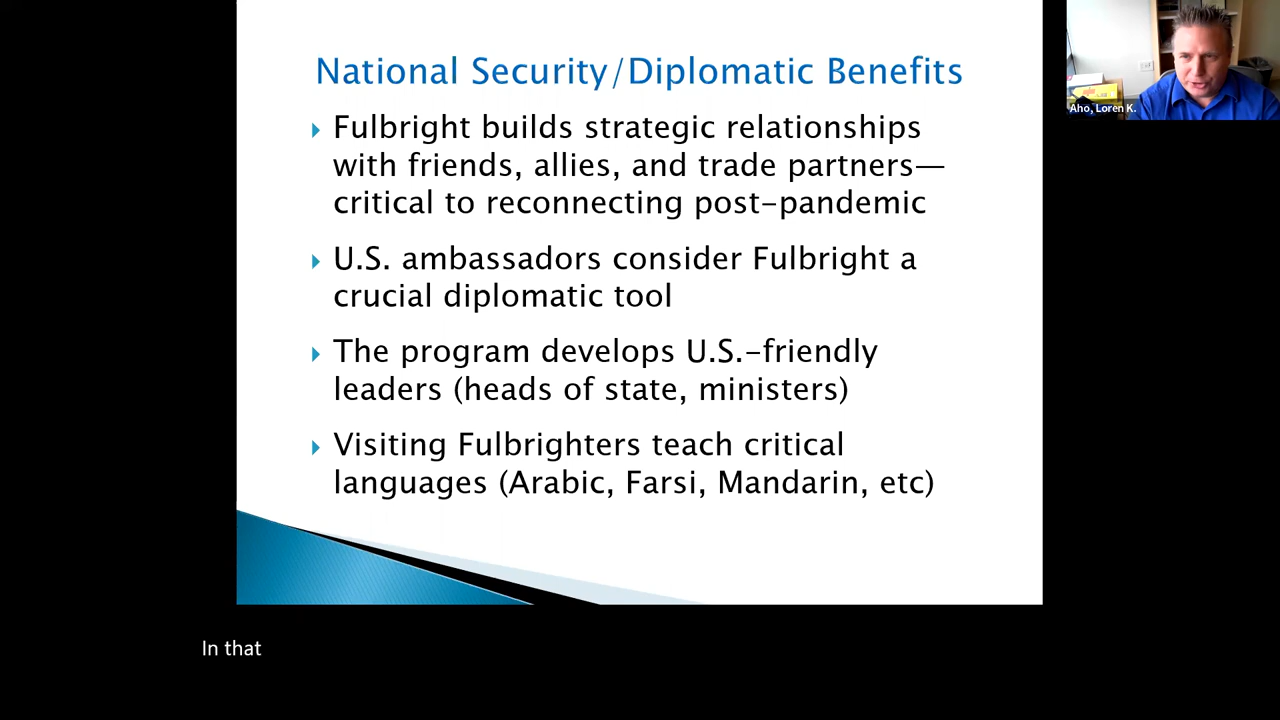 National Security/Diplomatic Benefits
Fulbright builds strategic relationships
with friends, allies, and trade partners—
critical to reconnecting post-pandemic
U.S. ambassadors consider Fulbright a
crucial diplomatic tool
The program develops U.S.-friendly
leaders (heads of state, ministers)
Visiting Fulbrighters teach critical
languages (Arabic, Farsi, Mandarin, etc)
Aho, Loren K.
In that